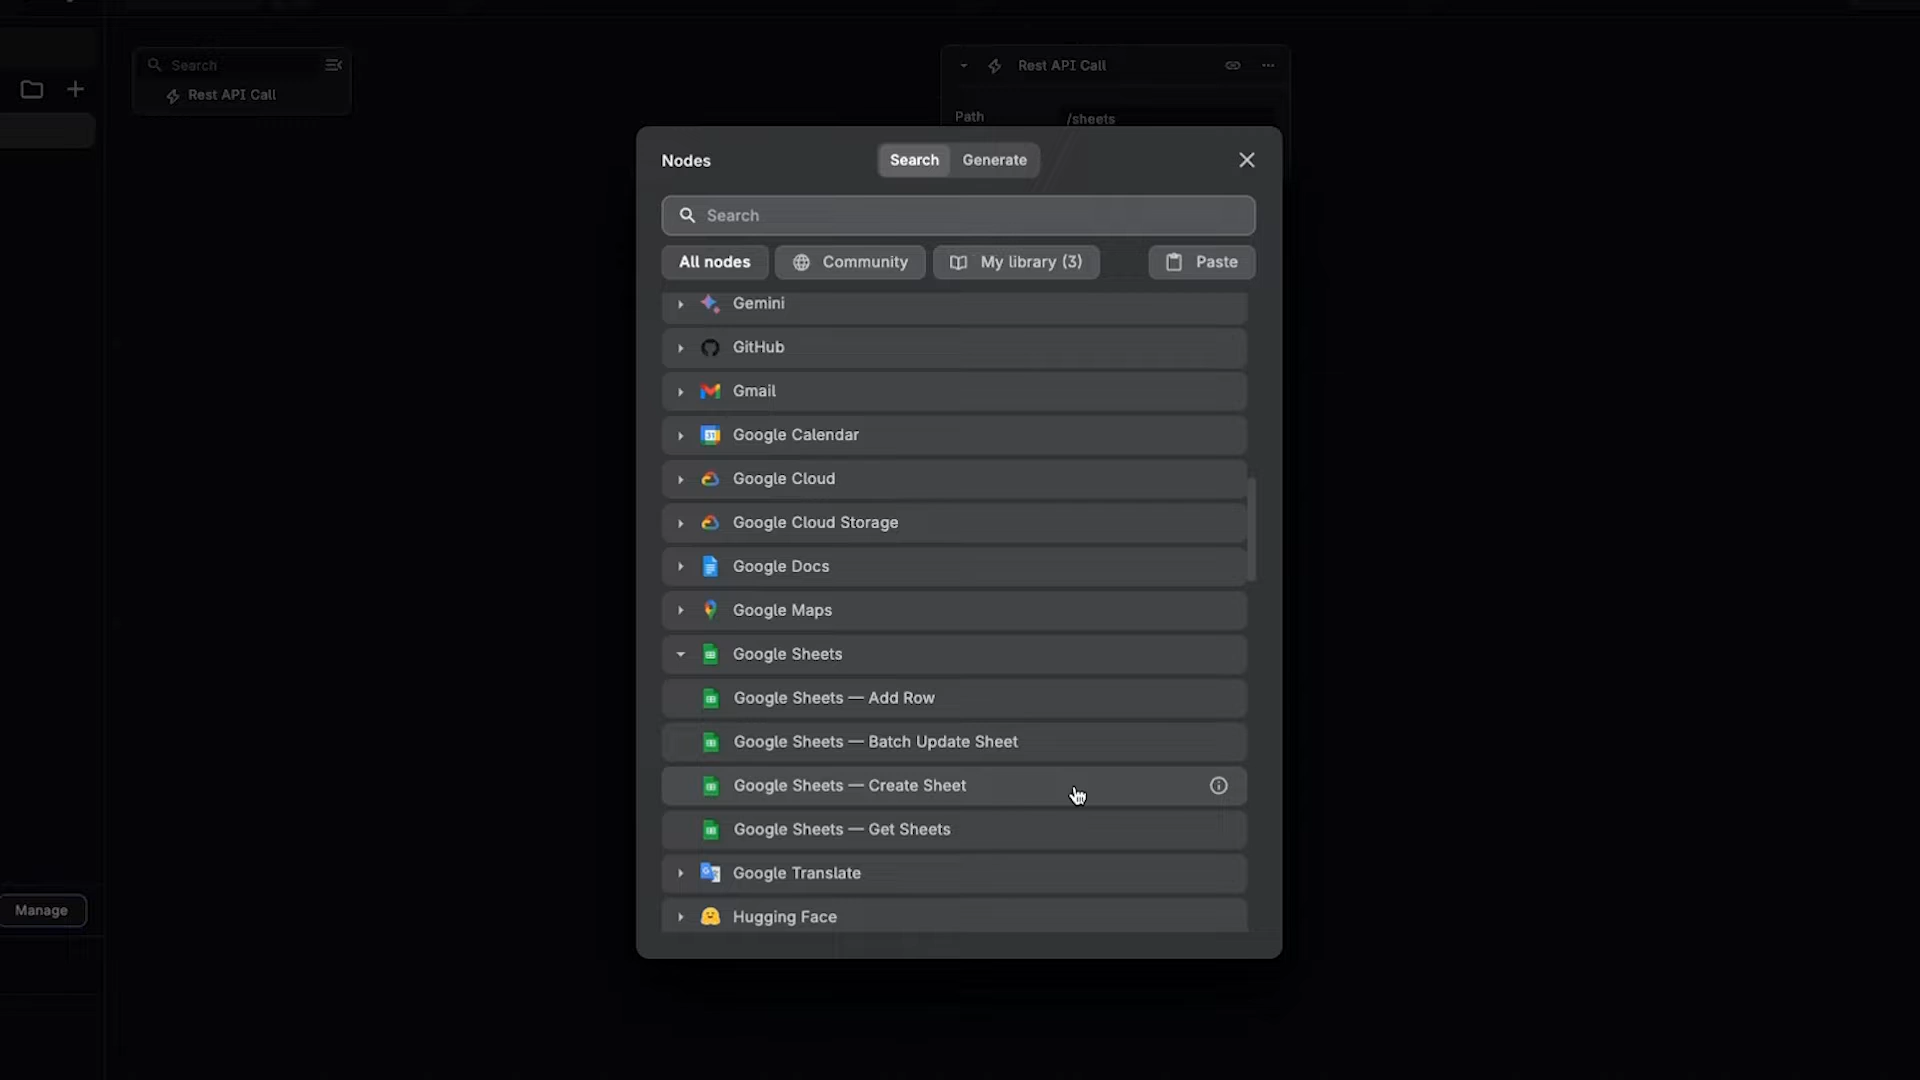 Search
Rest API Call
Rest API Call
Path
/sheets
Nodes
Search
Generate
Search
All nodes
Community
My library (3)
Paste
Gemini
GitHub
Gmail
31
Google Calendar
Google Cloud
Google Cloud Storage
Google Docs
Google Maps
Google Sheets
Google Sheets — Add Row
Google Sheets — Batch Update Sheet
Google Sheets — Create Sheet
Google Sheets — Get Sheets
Google Translate
Hugging Face
Manage